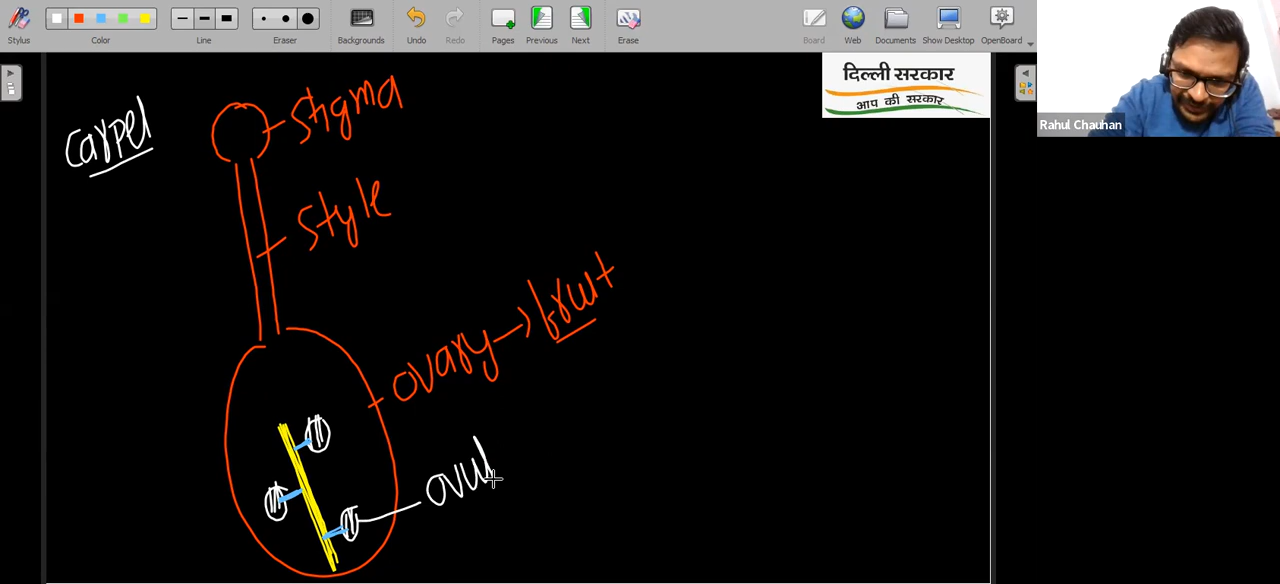 Stylus
Color
Line
Eraser
Backgrounds
Undo
Redo
Pages
Previous
Next
Erase
Board
Web
Documents
Show Desktop
OpenBoard
दिल्ली सरकार
आप की सरकार
Rahul Chauhan
Carpel
Stigma
Style
ovary → fruit
ovul